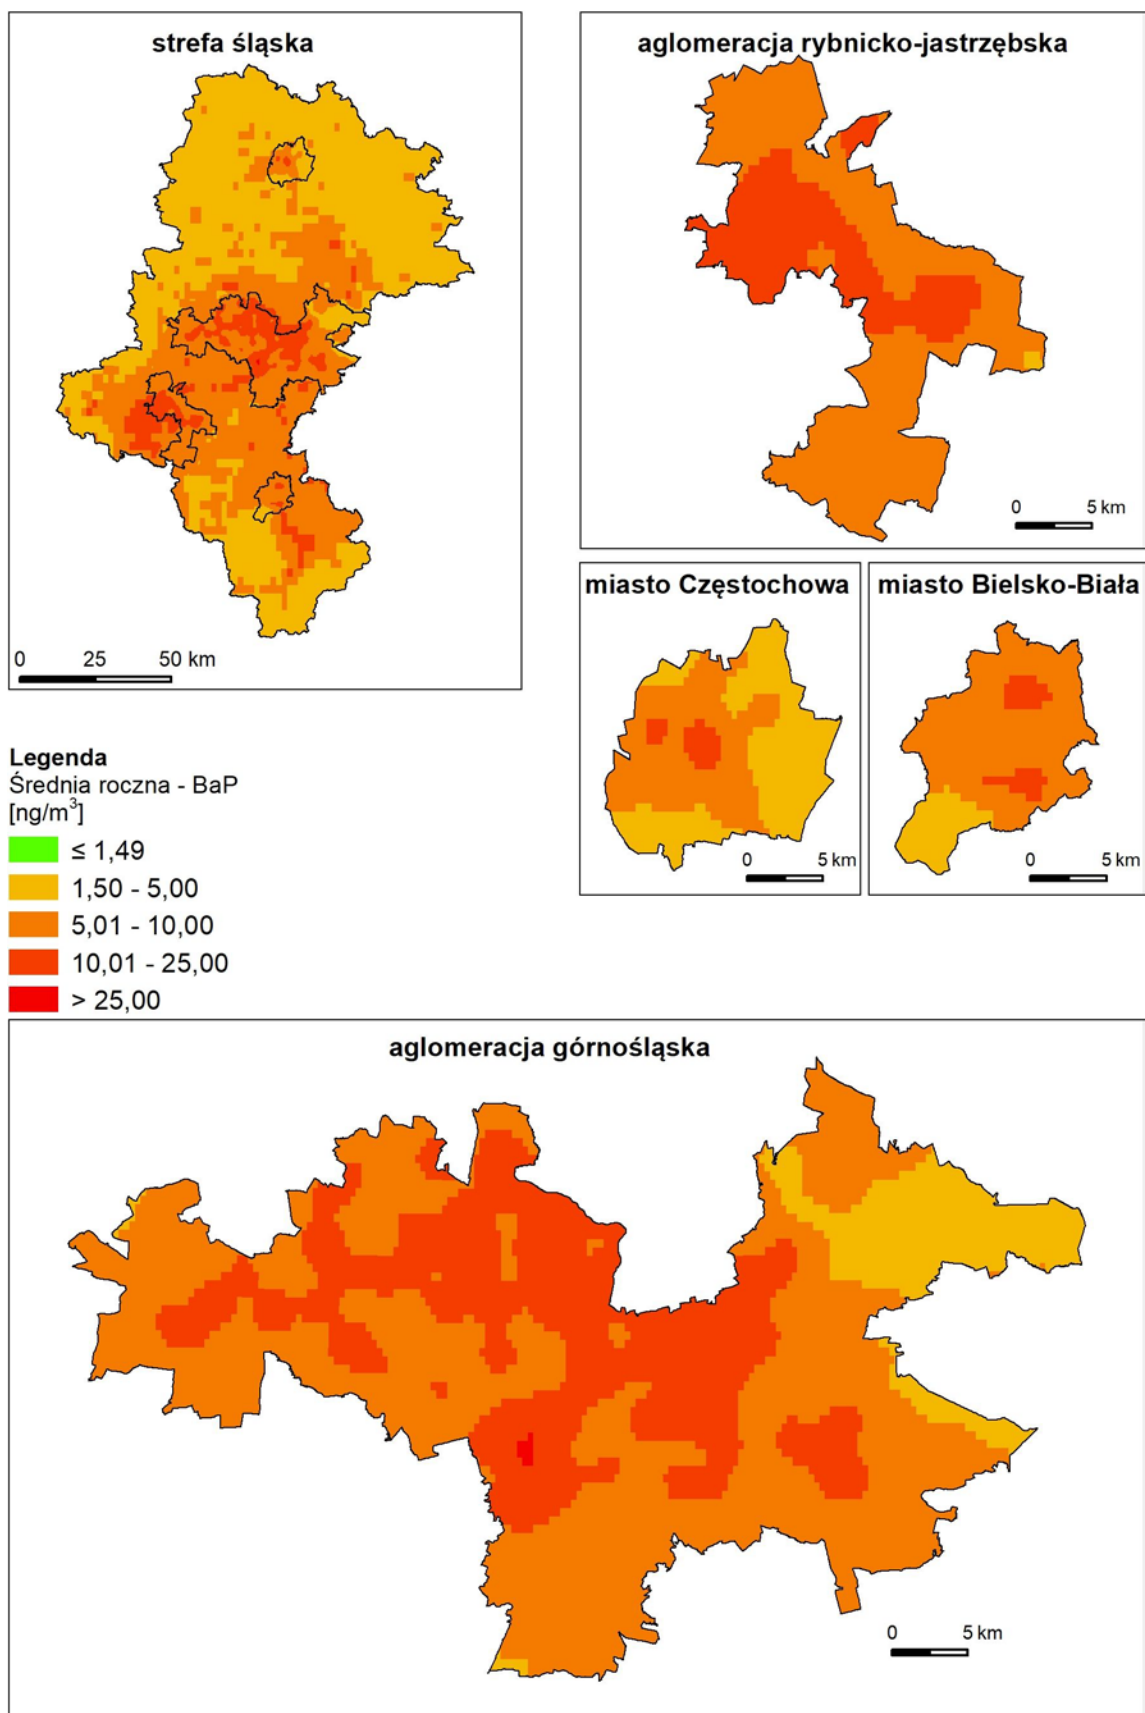 strefa śląska
0 25 50 km
aglomeracja rybnicko-jastrzębska
0 5 km
miasto Częstochowa
0 5 km
miasto Bielsko-Biała
0 5 km
Legenda
Średnia roczna - BaP
[ng/m³]
≤ 1,49
1,50 - 5,00
5,01 - 10,00
10,01 - 25,00
> 25,00
aglomeracja górnośląska
0 5 km